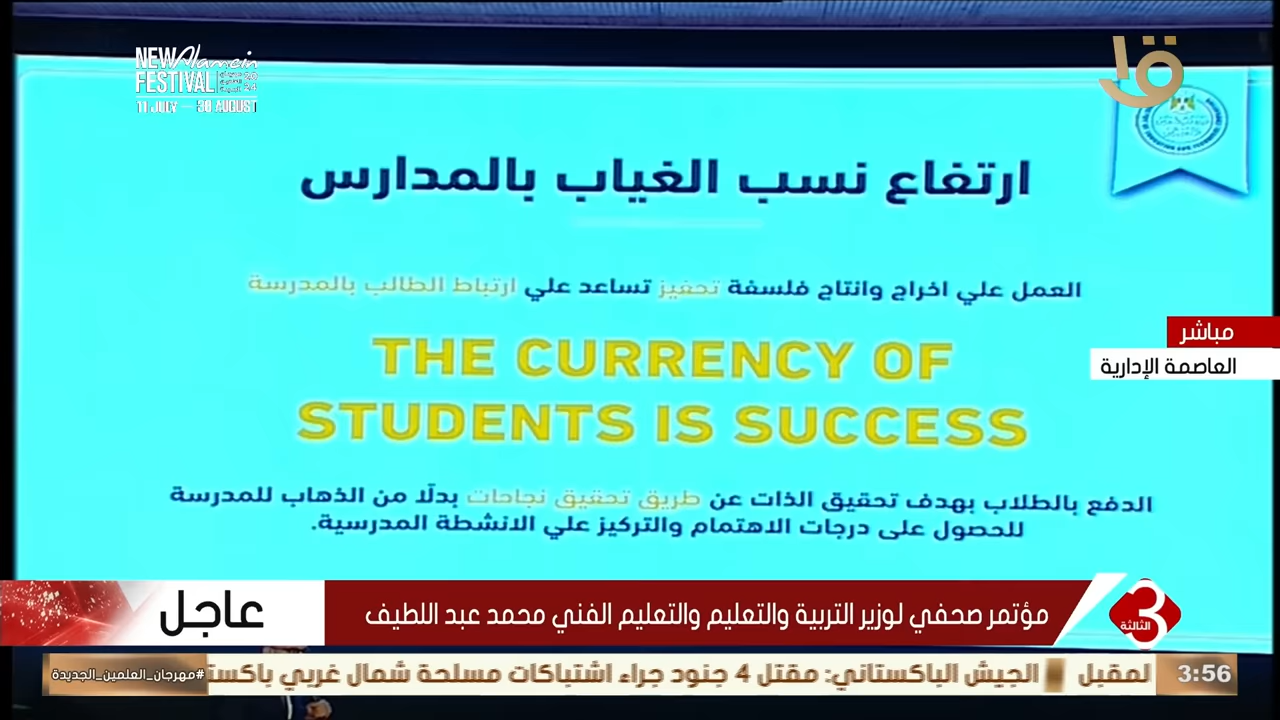 NEW Alamein
FESTIVAL
11 JULY — 30 AUGUST
ارتفاع نسب الغياب بالمدارس
العمل علي اخراج وانتاج فلسفة تحفيز تساعد علي ارتباط الطالب بالمدرسة
THE CURRENCY OF
STUDENTS IS SUCCESS
مباشر
العاصمة الإدارية
الدفع بالطلاب بهدف تحقيق الذات عن طريق تحقيق نجاحات بدلًا من الذهاب للمدرسة
للحصول على درجات الاهتمام والتركيز علي الانشطة المدرسية.
3 الثالثة
مؤتمر صحفي لوزير التربية والتعليم والتعليم الفني محمد عبد اللطيف
عاجل
3:56
لمقبل
الجيش الباكستاني: مقتل 4 جنود جراء اشتباكات مسلحة شمال غربي باكست
#مهرجان_العلمين_الجديدة